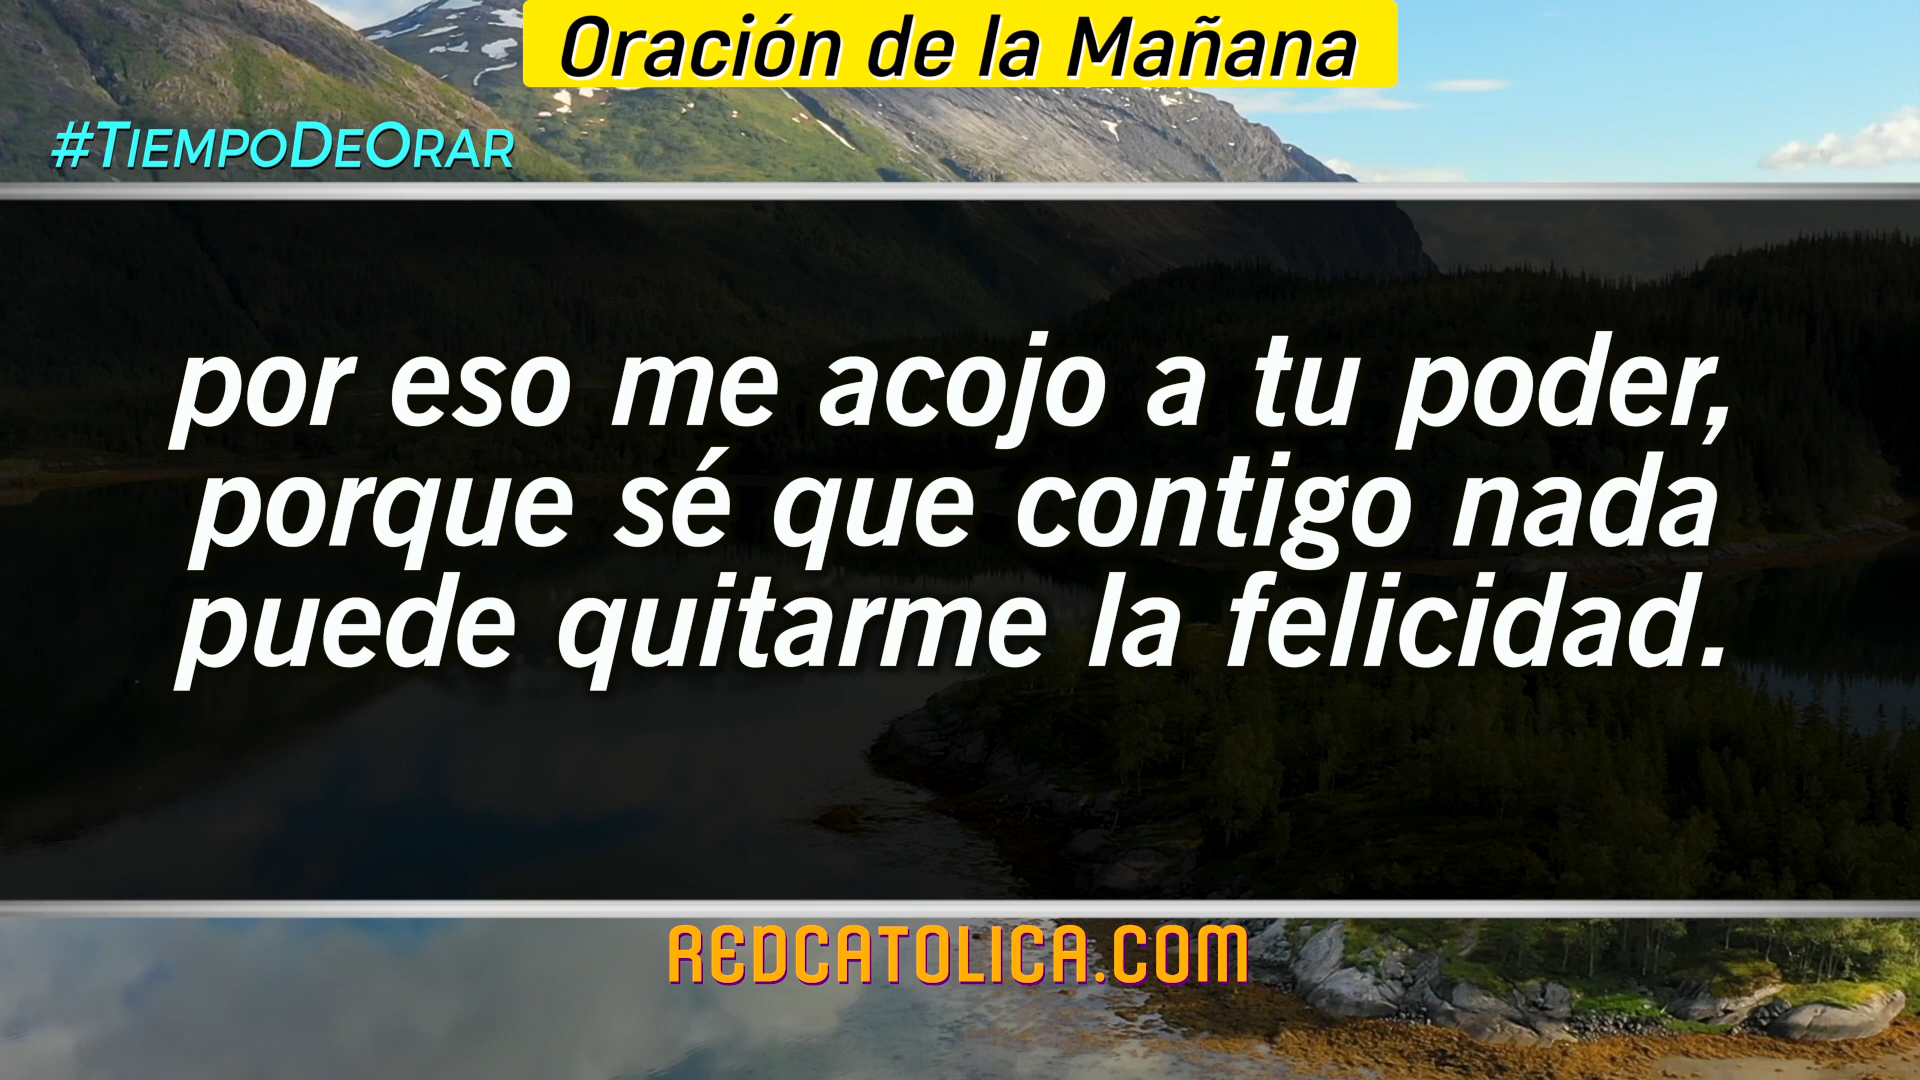 Oración de la Mañana
#TiempoDeOrar
por eso me acojo a tu poder,
porque sé que contigo nada
puede quitarme la felicidad.
REDCATOLICA.COM